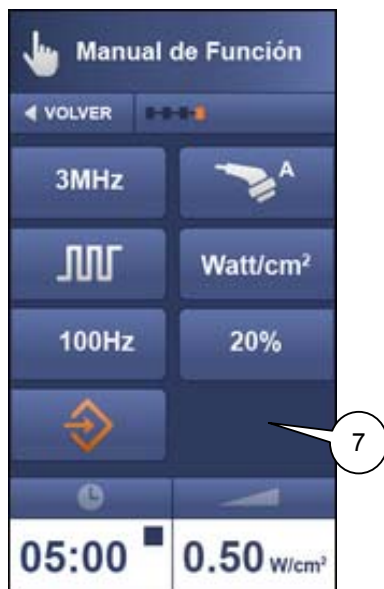 Manual de Función
VOLVER
3MHz
A
Watt/cm²
100Hz
20%
7
05:00
0.50 W/cm²